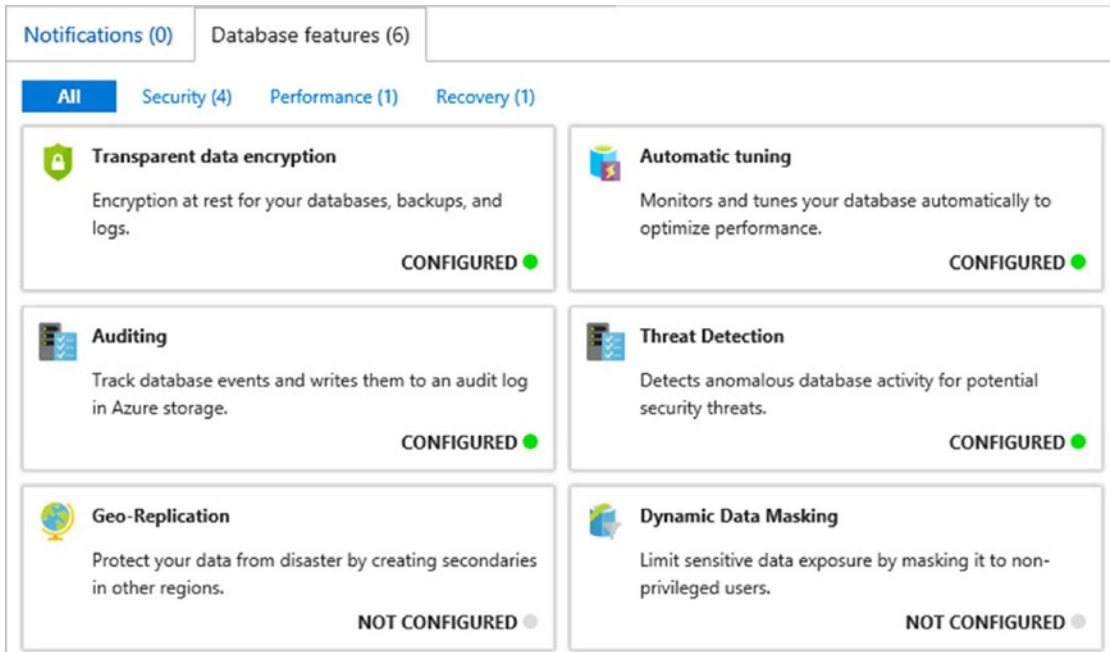 Notifications (0)
Database features (6)
All
Security (4)
Performance (1)
Recovery (1)
Transparent data encryption
Encryption at rest for your databases, backups, and
logs.
CONFIGURED
Automatic tuning
Monitors and tunes your database automatically to
optimize performance.
CONFIGURED
Auditing
Track database events and writes them to an audit log
in Azure storage.
CONFIGURED
Threat Detection
Detects anomalous database activity for potential
security threats.
CONFIGURED
Geo-Replication
Protect your data from disaster by creating secondaries
in other regions.
NOT CONFIGURED
Dynamic Data Masking
Limit sensitive data exposure by masking it to non-
privileged users.
NOT CONFIGURED